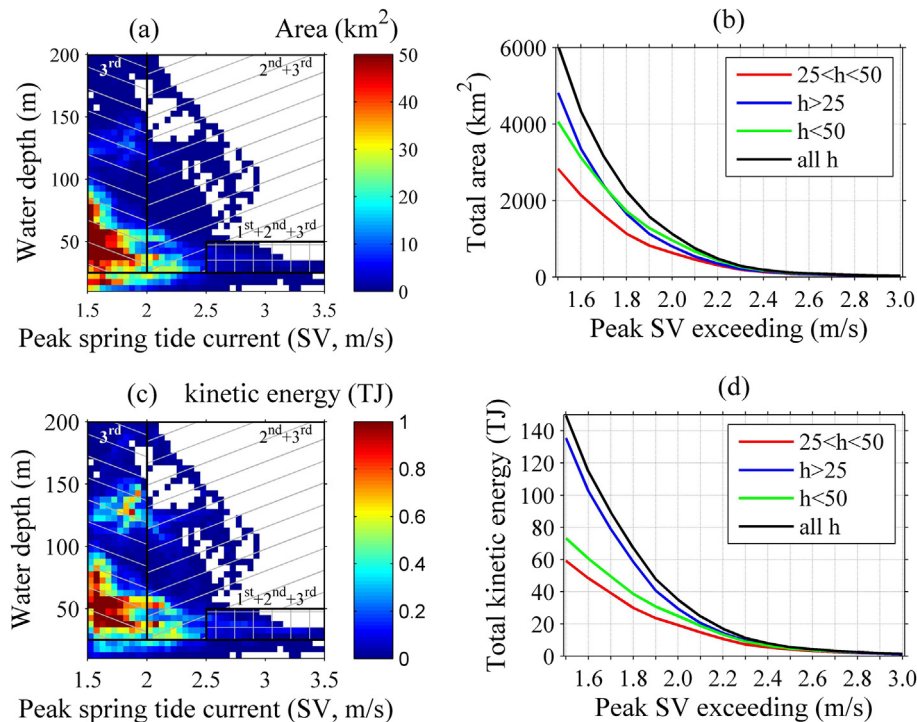 (a) Area (km²)
200
150
100
50
Water depth (m)
3rd
2nd+3rd
1st+2nd+3rd
1.5 2 2.5 3 3.5
Peak spring tide current (SV, m/s)
50
40
30
20
10
0
(b)
6000
4000
2000
0
Total area (km²)
25<h<50
h>25
h<50
all h
1.6 1.8 2.0 2.2 2.4 2.6 2.8 3.0
Peak SV exceeding (m/s)
(c) kinetic energy (TJ)
200
150
100
50
Water depth (m)
3rd
2nd+3rd
1st+2nd+3rd
1.5 2 2.5 3 3.5
Peak spring tide current (SV, m/s)
1
0.8
0.6
0.4
0.2
0
(d)
140
120
100
80
60
40
20
0
Total kinetic energy (TJ)
25<h<50
h>25
h<50
all h
1.6 1.8 2.0 2.2 2.4 2.6 2.8 3.0
Peak SV exceeding (m/s)